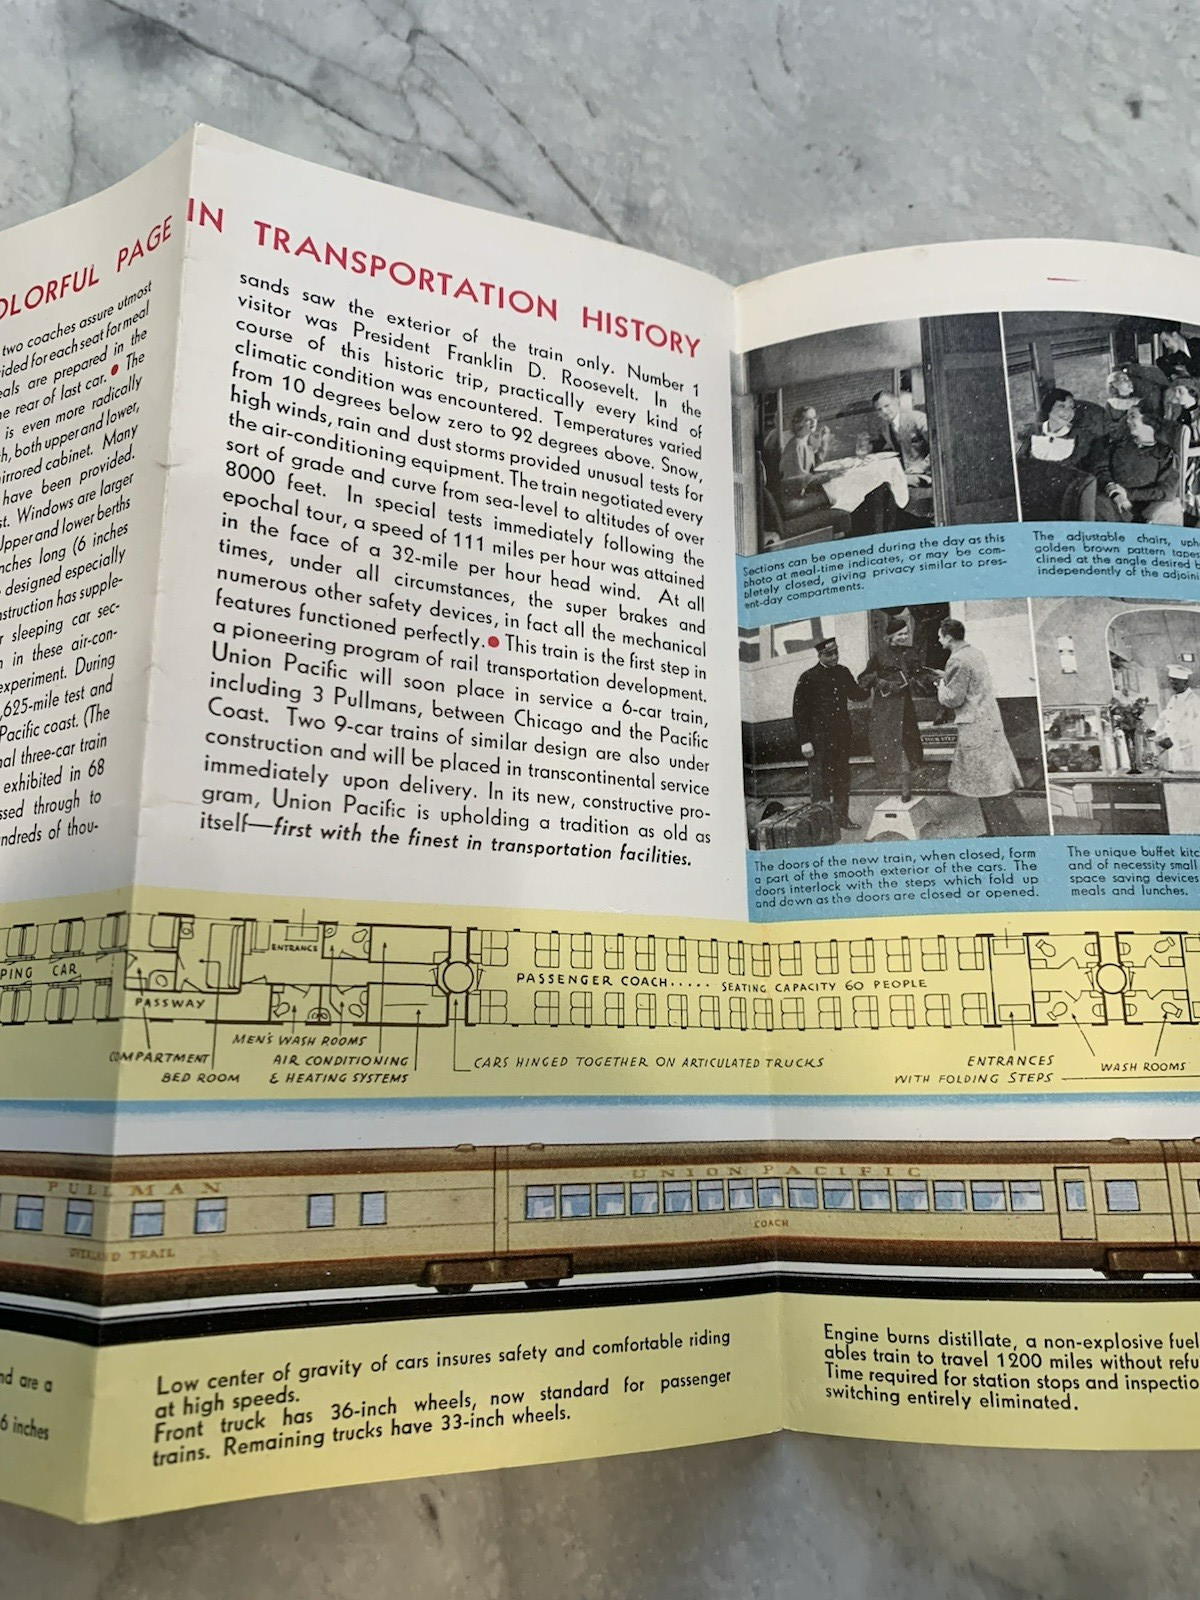 OLORFUL PAGE
two coaches assure utmost
ided for each seat for meal
als are prepared in the
e rear of last car. ● The
is even more radically
h, both upper and lower,
irrored cabinet. Many
have been provided.
st. Windows are larger
Upper and lower berths
nches long (6 inches
designed especially
nstruction has supple-
r sleeping car sec-
n in these air-con-
experiment. During
,625-mile test and
Pacific coast. (The
nal three-car train
exhibited in 68
ssed through to
ndreds of thou-
IN TRANSPORTATION HISTORY
sands saw the exterior of the train only. Number 1
visitor was President Franklin D. Roosevelt. In the
course of this historic trip, practically every kind of
climatic condition was encountered. Temperatures varied
from 10 degrees below zero to 92 degrees above. Snow,
high winds, rain and dust storms provided unusual tests for
the air-conditioning equipment. The train negotiated every
sort of grade and curve from sea-level to altitudes of over
8000 feet. In special tests immediately following the
epochal tour, a speed of 111 miles per hour was attained
in the face of a 32-mile per hour head wind. At all
times, under all circumstances, the super brakes and
numerous other safety devices, in fact all the mechanical
features functioned perfectly. ● This train is the first step in
a pioneering program of rail transportation development.
Union Pacific will soon place in service a 6-car train,
including 3 Pullmans, between Chicago and the Pacific
Coast. Two 9-car trains of similar design are also under
construction and will be placed in transcontinental service
immediately upon delivery. In its new, constructive pro-
gram, Union Pacific is upholding a tradition as old as
itself—first with the finest in transportation facilities.
Sections can be opened during the day as this
photo at meal-time indicates, or may be com-
pletely closed, giving privacy similar to pres-
ent-day compartments.
The adjustable chairs, uph
golden brown pattern tapes
clined at the angle desired b
independently of the adjoini
YOUR STEP
The doors of the new train, when closed, form
a part of the smooth exterior of the cars. The
doors interlock with the steps which fold up
and down as the doors are closed or opened.
The unique buffet kitc
and of necessity small
space saving devices
meals and lunches.
PING CAR
ENTRANCE
PASSENGER COACH..... SEATING CAPACITY 60 PEOPLE
PASSWAY
MEN'S WASH ROOMS
COMPARTMENT
BED ROOM
AIR CONDITIONING
& HEATING SYSTEMS
CARS HINGED TOGETHER ON ARTICULATED TRUCKS
ENTRANCES
WITH FOLDING STEPS
WASH ROOMS
PULLMAN
UNION PACIFIC
COACH
OVERLAND TRAIL
nd are a
6 inches
Low center of gravity of cars insures safety and comfortable riding
at high speeds.
Front truck has 36-inch wheels, now standard for passenger
trains. Remaining trucks have 33-inch wheels.
Engine burns distillate, a non-explosive fuel
ables train to travel 1200 miles without refu
Time required for station stops and inspectio
switching entirely eliminated.